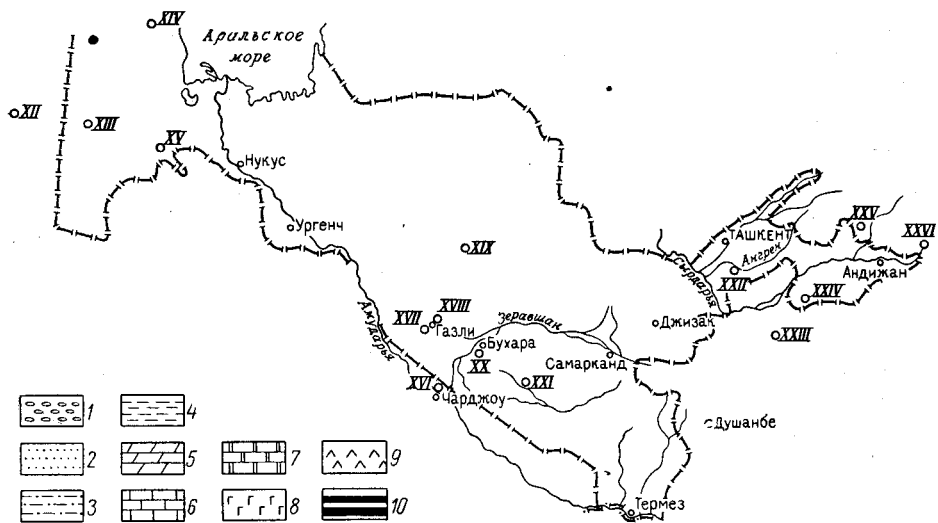 XIV
Аральское
море
XII
XIII
XV
Нукус
Ургенч
XIX
ТАШКЕНТ
XXV
XXVI
Ангрен
Андижан
XXII
Сырдарья
XXIV
XVIII
XVII
Газли
Зеравшан
Джизак
XXIII
Амударья
Бухара
XX
Самарканд
XXI
XVI
Чарджоу
Душанбе
Термез
1
4
2
5
7
9
3
6
8
10